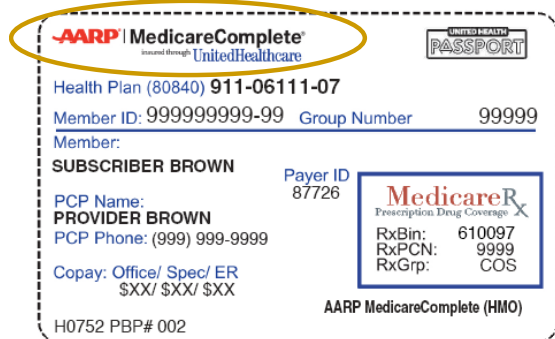 AARP | MedicareComplete®
insured through UnitedHealthcare
UNITED HEALTH
PASSPORT
Health Plan (80840) 911-06111-07
Member ID: 999999999-99 Group Number 99999
Member:
SUBSCRIBER BROWN
Payer ID
87726
PCP Name:
PROVIDER BROWN
PCP Phone: (999) 999-9999
Copay: Office/ Spec/ ER
$XX/ $XX/ $XX
MedicareRx
Prescription Drug Coverage
RxBin: 610097
RxPCN: 9999
RxGrp: COS
AARP MedicareComplete (HMO)
H0752 PBP# 002